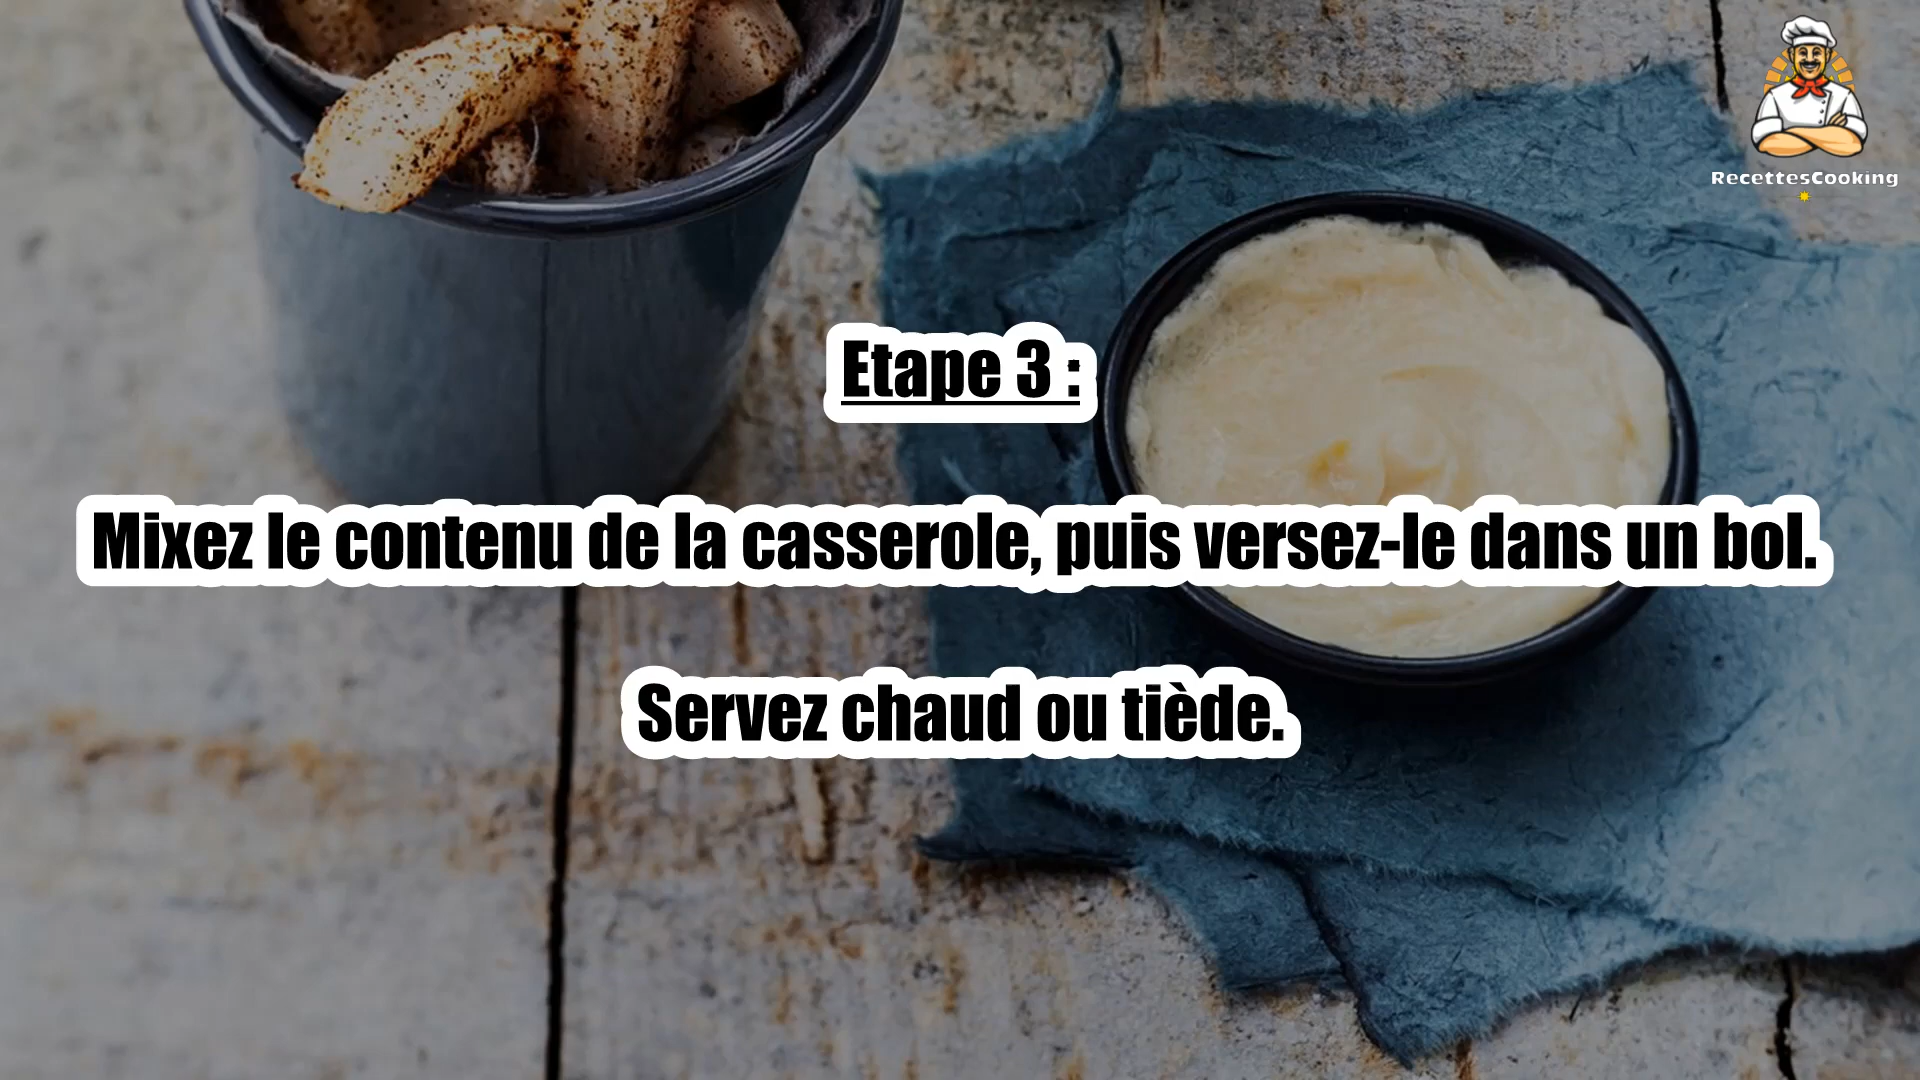 RecettesCooking
Etape 3 :
Mixez le contenu de la casserole, puis versez-le dans un bol.
Servez chaud ou tiède.